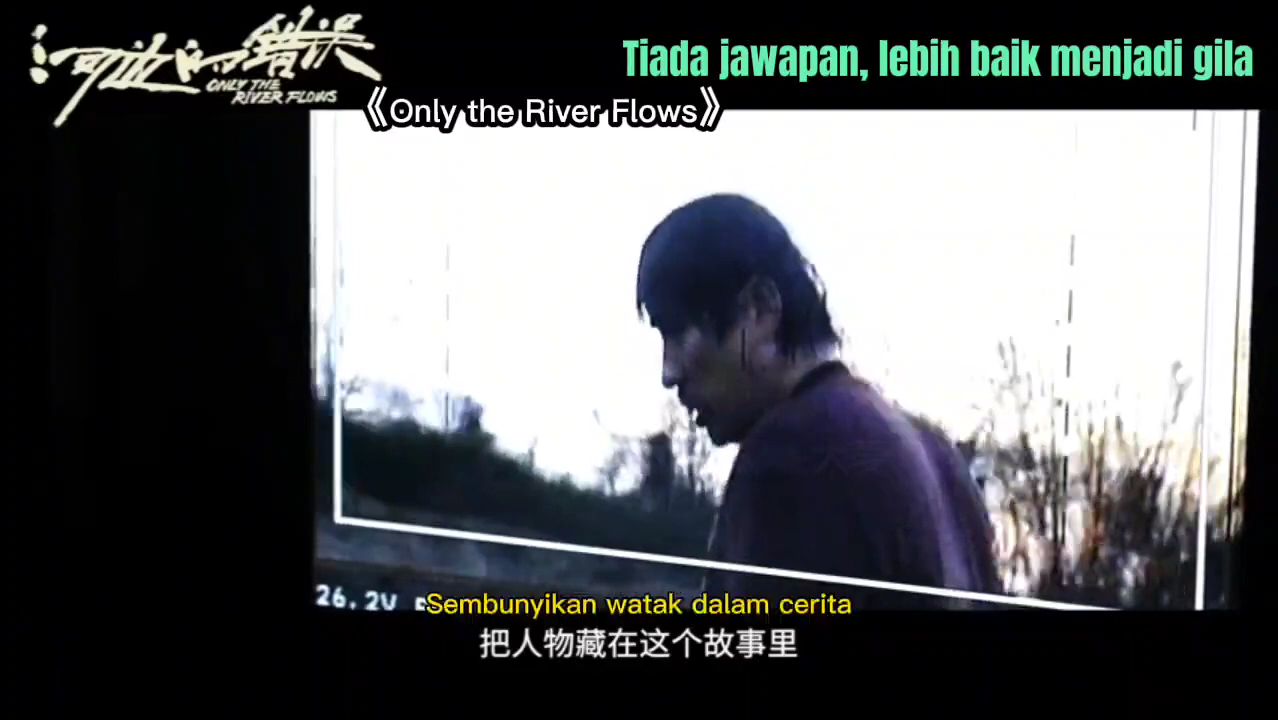 河边的错误
ONLY THE
RIVER FLOWS
Tiada jawapan, lebih baik menjadi gila
《Only the River Flows》
26.2V
Sembunyikan watak dalam cerita
把人物藏在这个故事里